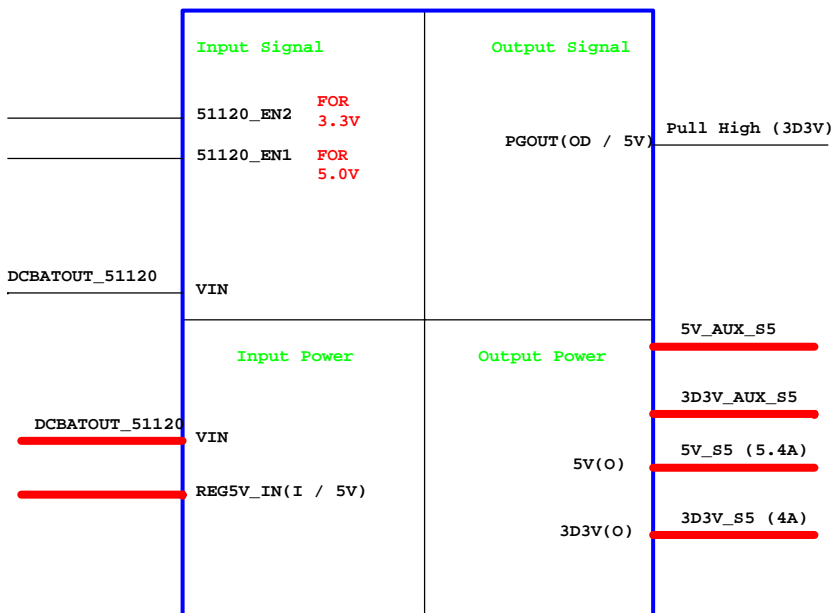 Input Signal
Output Signal
51120_EN2
FOR
3.3V
51120_EN1
FOR
5.0V
PGOUT(OD / 5V)
Pull High (3D3V)
DCBATOUT_51120
VIN
Input Power
Output Power
5V_AUX_S5
3D3V_AUX_S5
DCBATOUT_51120
VIN
5V(O)
5V_S5 (5.4A)
REG5V_IN(I / 5V)
3D3V(O)
3D3V_S5 (4A)